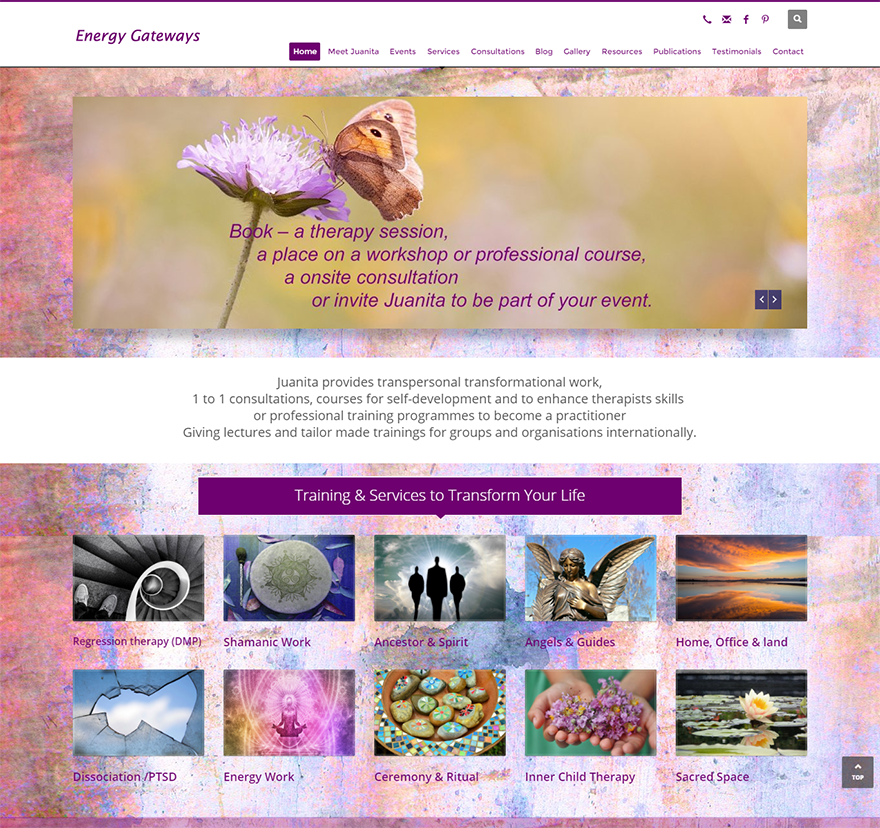 Energy Gateways
Home Meet Juanita Events Services Consultations Blog Gallery Resources Publications Testimonials Contact
Book – a therapy session,
a place on a workshop or professional course,
a onsite consultation
or invite Juanita to be part of your event.
Juanita provides transpersonal transformational work,
1 to 1 consultations, courses for self-development and to enhance therapists skills
or professional training programmes to become a practitioner
Giving lectures and tailor made trainings for groups and organisations internationally.
Training & Services to Transform Your Life
Regression therapy (DMP) Shamanic Work Ancestor & Spirit Angels & Guides Home, Office & land
Dissociation /PTSD Energy Work Ceremony & Ritual Inner Child Therapy Sacred Space
TOP